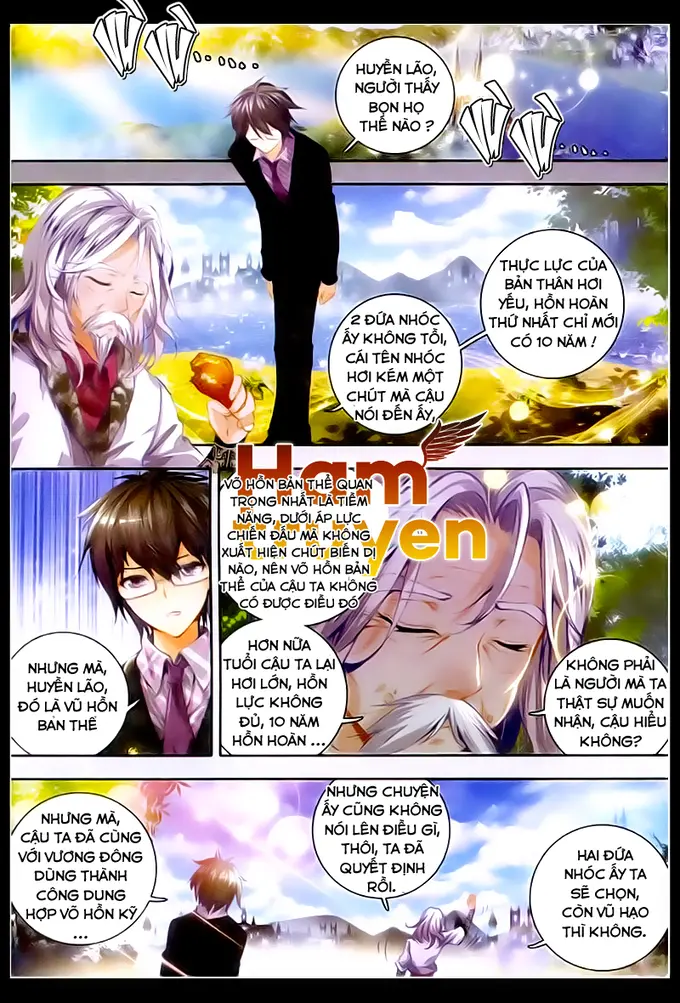 VÙ VÙ...
HUYỀN LÃO,
NGƯỜI THẤY
BỌN HỌ
THẾ NÀO ?
VÙ VÙ...
THỰC LỰC CỦA
BẢN THÂN HƠI
YẾU, HỒN HOÀN
THỨ NHẤT CHỈ MỚI
CÓ 10 NĂM !
2 ĐỨA NHÓC
ẤY KHÔNG TỒI,
CÁI TÊN NHÓC
HƠI KÉM MỘT
CHÚT MÀ CẬU
NÓI ĐẾN ẤY,
VÕ HỒN BẢN THỂ QUAN
TRỌNG NHẤT LÀ TIỀM
NĂNG, DƯỚI ÁP LỰC
CHIẾN ĐẤU MÀ KHÔNG
XUẤT HIỆN CHÚT BIẾN DỊ
NÀO, NÊN VÕ HỒN BẢN
THỂ CỦA CẬU TA KHÔNG
CÓ ĐƯỢC ĐIỀU ĐÓ
Ham
NHƯNG MÀ,
HUYỀN LÃO,
ĐÓ LÀ VŨ HỒN
BẢN THỂ
HƠN NỮA
TUỔI CẬU TA LẠI
HƠI LỚN, HỒN
LỰC KHÔNG
ĐỦ, 10 NĂM
HỒN HOÀN ...
KHÔNG PHẢI
LÀ NGƯỜI MÀ TA
THẬT SỰ MUỐN
NHẬN, CẬU HIỂU
KHÔNG?
NHƯNG MÀ,
CẬU TA ĐÃ CÙNG
VỚI VƯƠNG ĐÔNG
DÙNG THÀNH
CÔNG DUNG
HỢP VÕ HỒN KỸ
...
NHƯNG CHUYỆN
ẤY CŨNG KHÔNG
NÓI LÊN ĐIỀU GÌ,
THÔI, TA ĐÃ
QUYẾT ĐỊNH
RỒI.
HAI ĐỨA
NHÓC ẤY TA
SẼ CHỌN,
CÒN VŨ HẠO
THÌ KHÔNG.